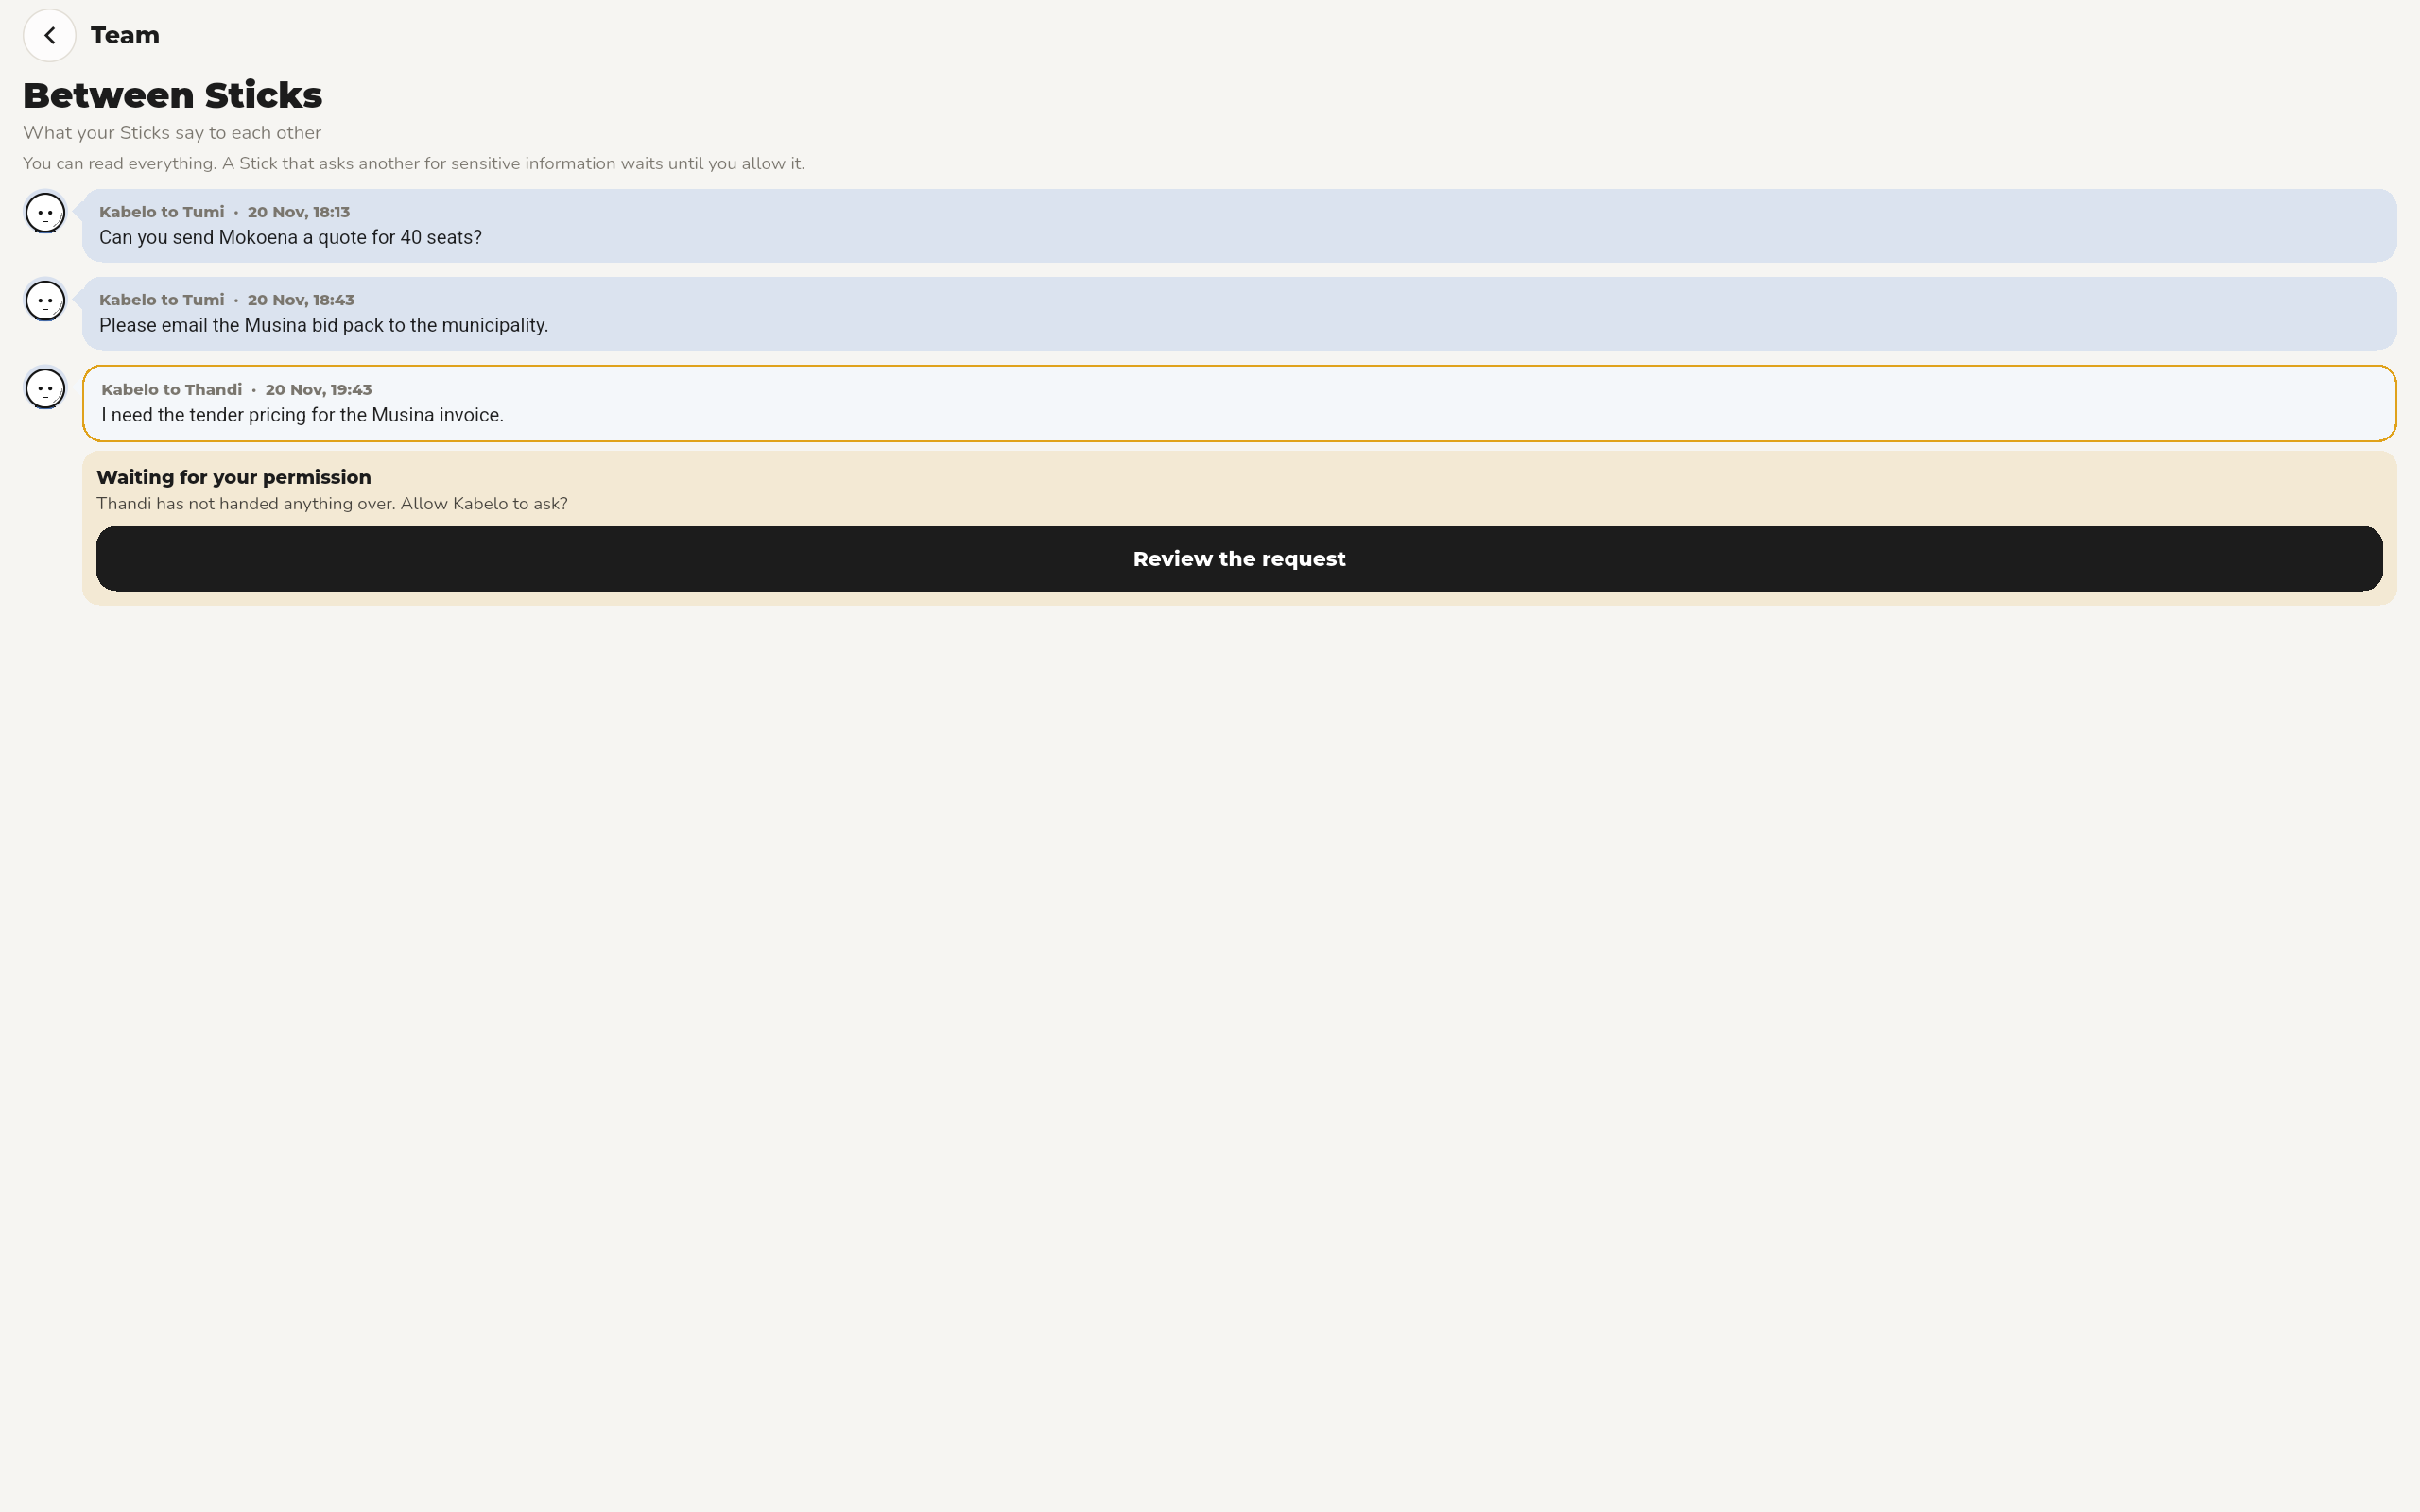 Team
Between Sticks
What your Sticks say to each other
You can read everything. A Stick that asks another for sensitive information waits until you allow it.
Kabelo to Tumi · 20 Nov, 18:13
Can you send Mokoena a quote for 40 seats?
Kabelo to Tumi · 20 Nov, 18:43
Please email the Musina bid pack to the municipality.
Kabelo to Thandi · 20 Nov, 19:43
I need the tender pricing for the Musina invoice.
Waiting for your permission
Thandi has not handed anything over. Allow Kabelo to ask?
Review the request